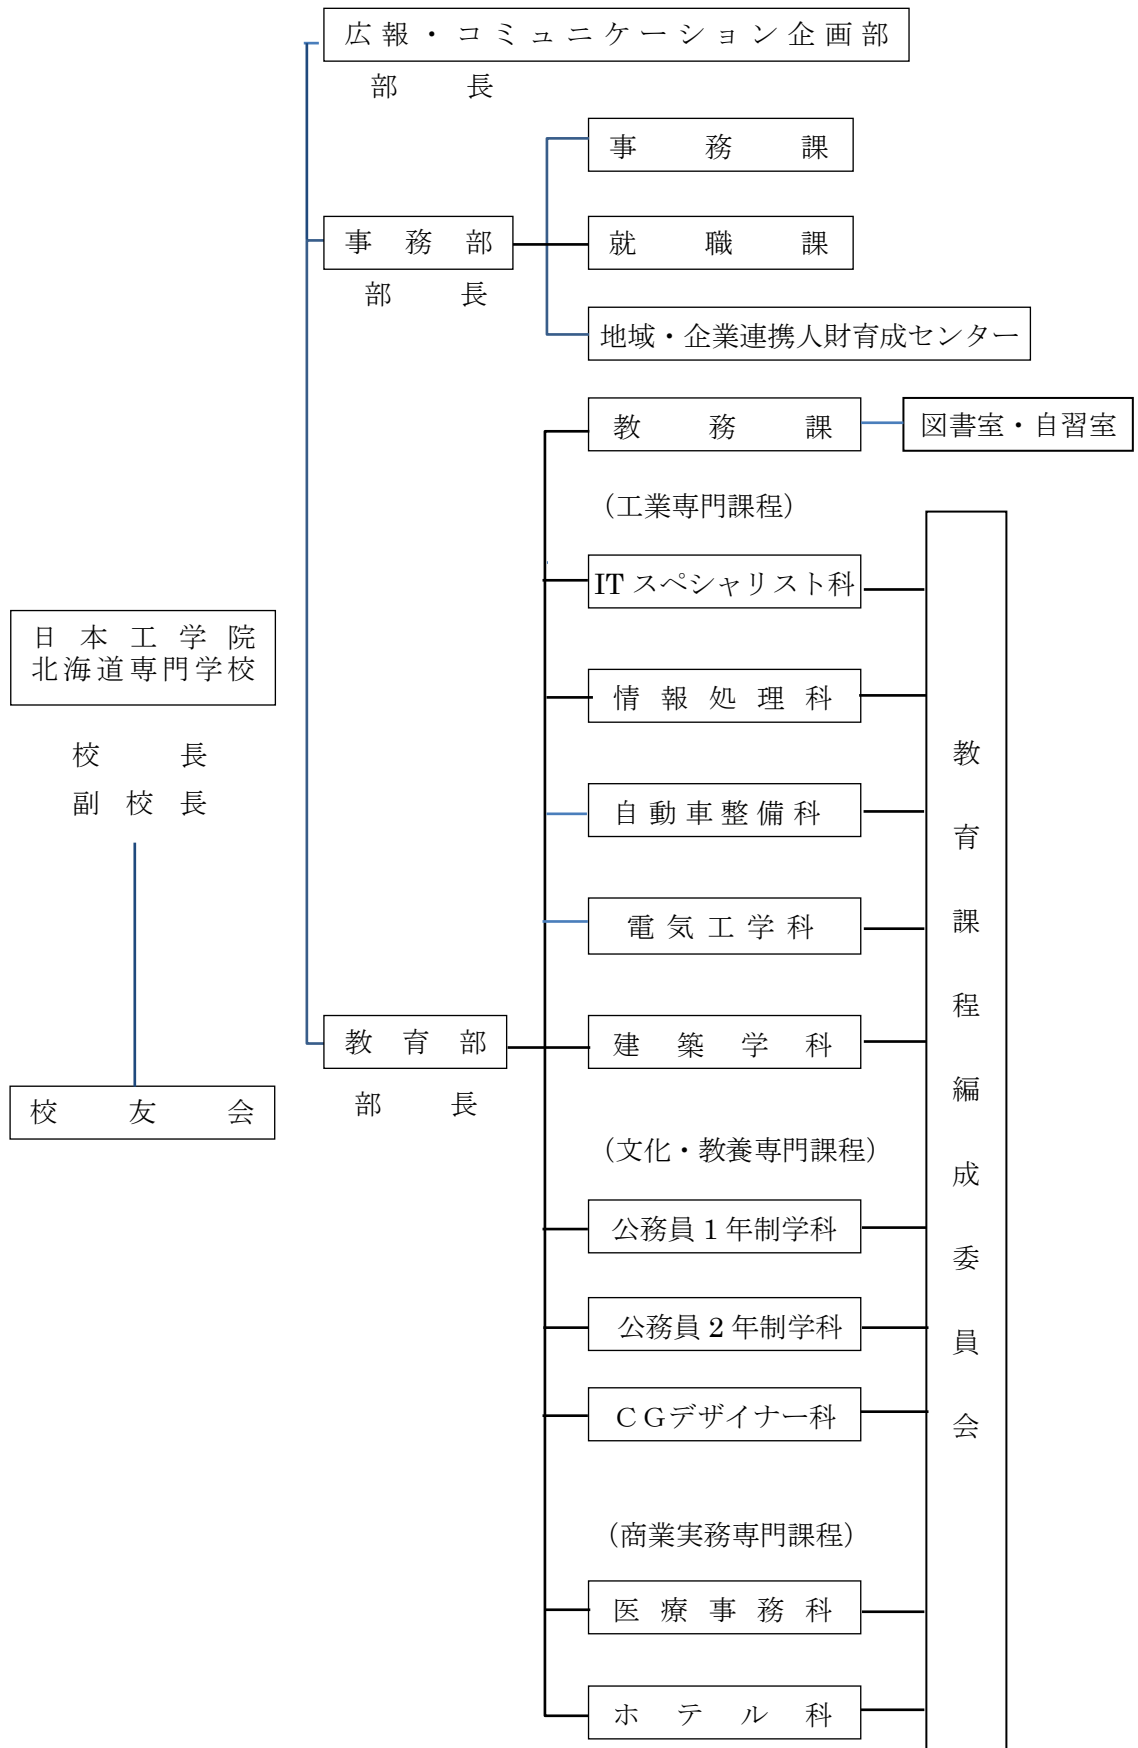 広報・コミュニケーション企画部
部長
事務課
事務部
就職課
部長
地域・企業連携人財育成センター
教務課
図書室・自習室
（工業専門課程）
ITスペシャリスト科
日本工学院
北海道専門学校
情報処理科
校長
副校長
自動車整備科
電気工学科
教育部
建築学科
部長
校友会
（文化・教養専門課程）
公務員1年制学科
公務員2年制学科
ＣＧデザイナー科
（商業実務専門課程）
医療事務科
ホテル科
教育課程編成委員会